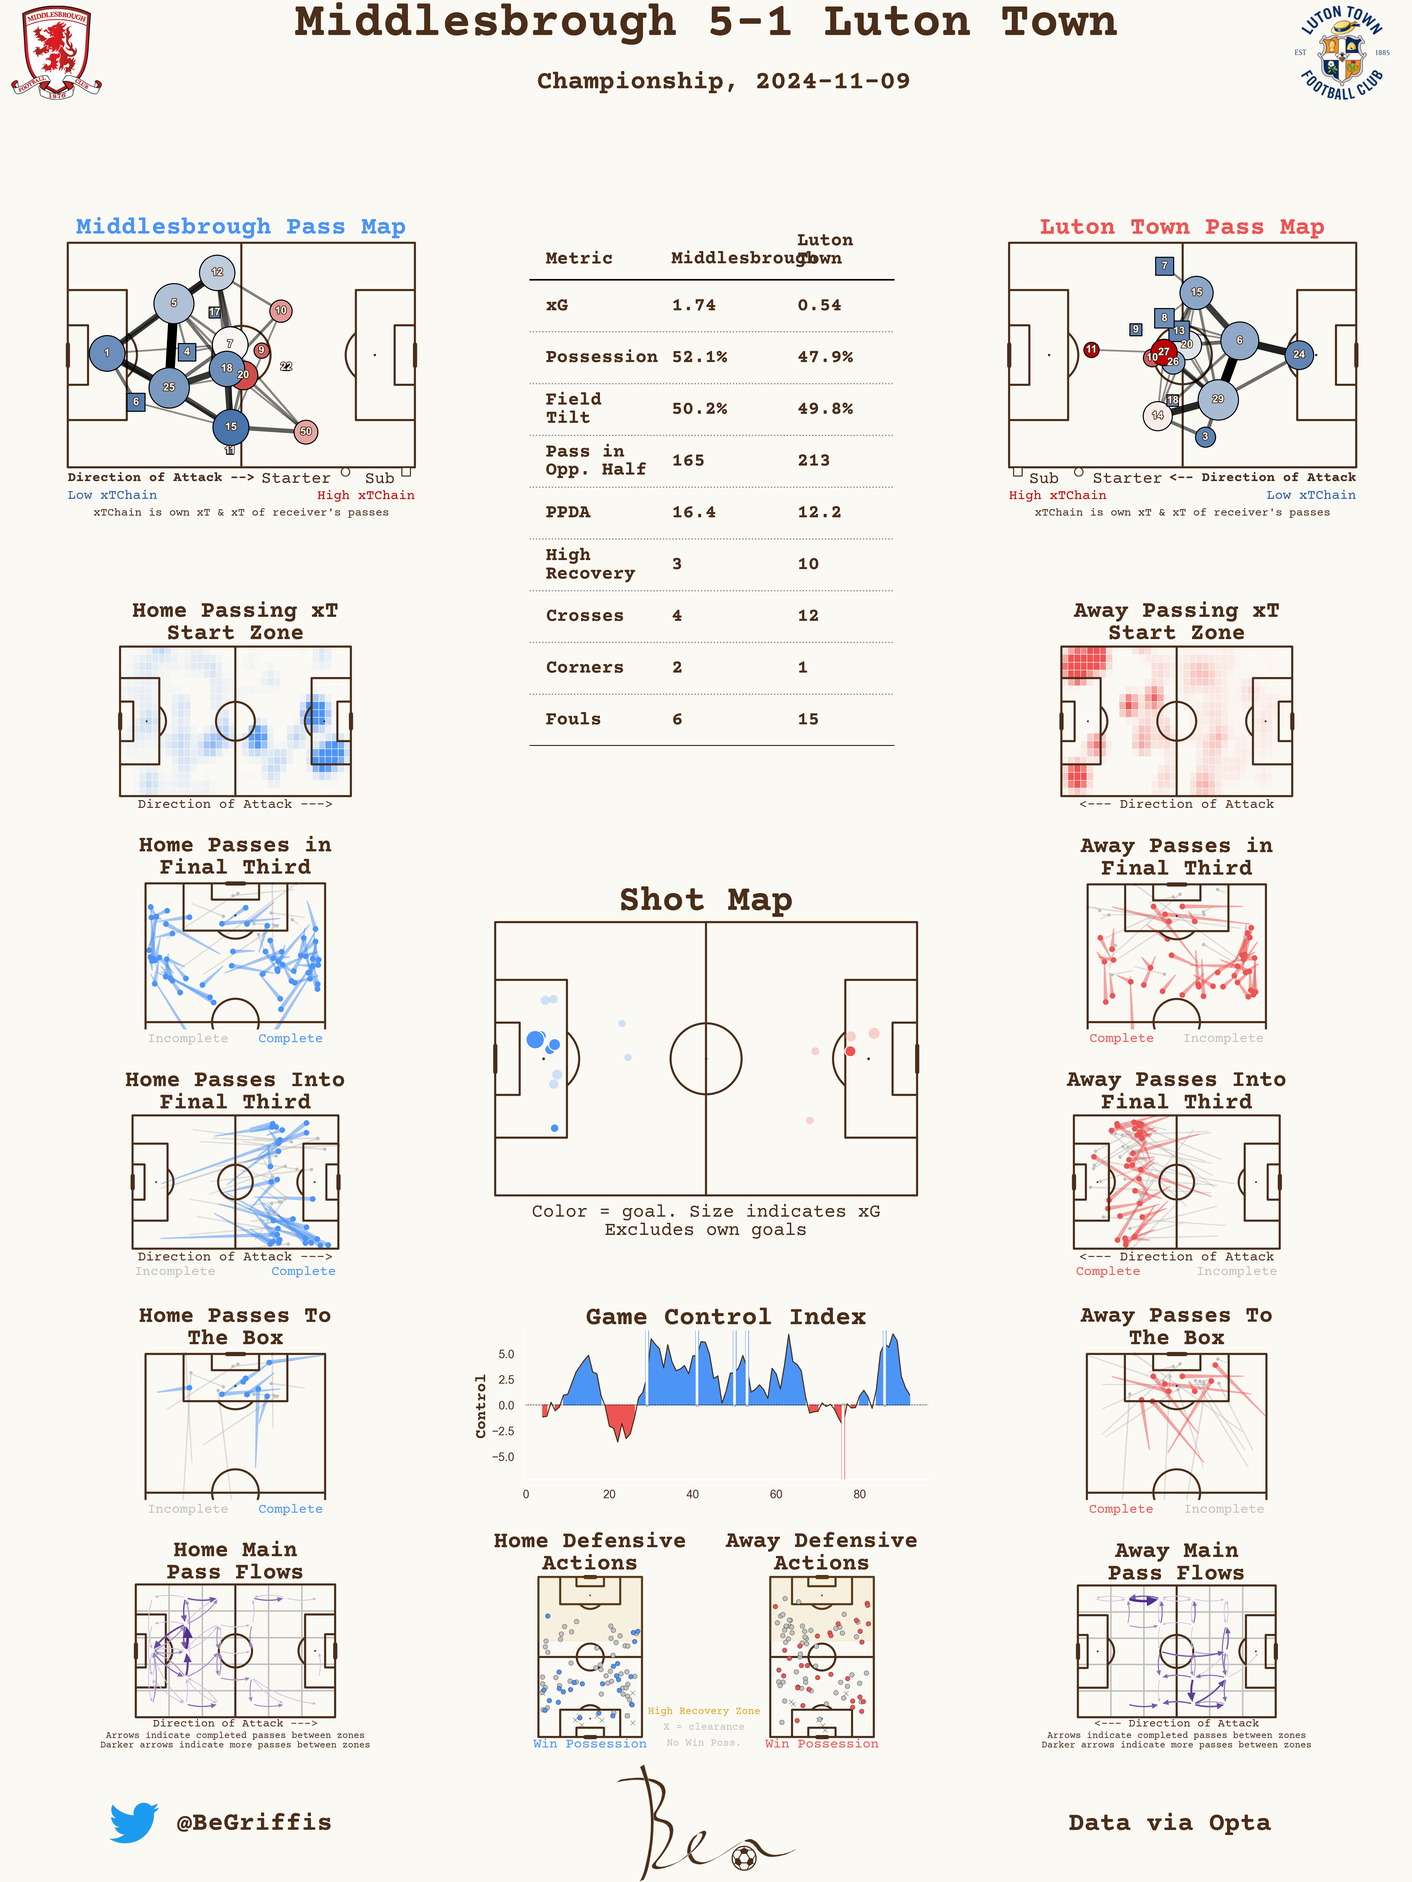 Middlesbrough 5-1 Luton Town
Championship, 2024-11-09
MIDDLESBROUGH
FOOTBALL CLUB
1876
LUTON TOWN
EST 1885
FOOTBALL CLUB
Middlesbrough Pass Map
12
5
17
10
1
4
7
9
18
20
22
25
6
15
50
11
Direction of Attack --> Starter Sub
Low xTChain High xTChain
xTChain is own xT & xT of receiver's passes
Metric Middlesbrough Luton Town
xG 1.74 0.54
Possession 52.1% 47.9%
Field Tilt 50.2% 49.8%
Pass in Opp. Half 165 213
PPDA 16.4 12.2
High Recovery 3 10
Crosses 4 12
Corners 2 1
Fouls 6 15
Luton Town Pass Map
7
15
8
9
13
6
11
27
20
10
26
24
18
29
14
3
Sub Starter <-- Direction of Attack
High xTChain Low xTChain
xTChain is own xT & xT of receiver's passes
Home Passing xT
Start Zone
Direction of Attack --->
Away Passing xT
Start Zone
<--- Direction of Attack
Home Passes in
Final Third
Incomplete Complete
Away Passes in
Final Third
Complete Incomplete
Shot Map
Color = goal. Size indicates xG
Excludes own goals
Home Passes Into
Final Third
Direction of Attack --->
Incomplete Complete
Away Passes Into
Final Third
<--- Direction of Attack
Complete Incomplete
Home Passes To
The Box
Incomplete Complete
Game Control Index
Control
5.0
2.5
0.0
−2.5
−5.0
0 20 40 60 80
Away Passes To
The Box
Complete Incomplete
Home Main
Pass Flows
Direction of Attack --->
Arrows indicate completed passes between zones
Darker arrows indicate more passes between zones
Home Defensive
Actions
Win Possession
Away Defensive
Actions
Win Possession
High Recovery Zone
X = clearance
No Win Poss.
Away Main
Pass Flows
<--- Direction of Attack
Arrows indicate completed passes between zones
Darker arrows indicate more passes between zones
@BeGriffis
Ben
Data via Opta